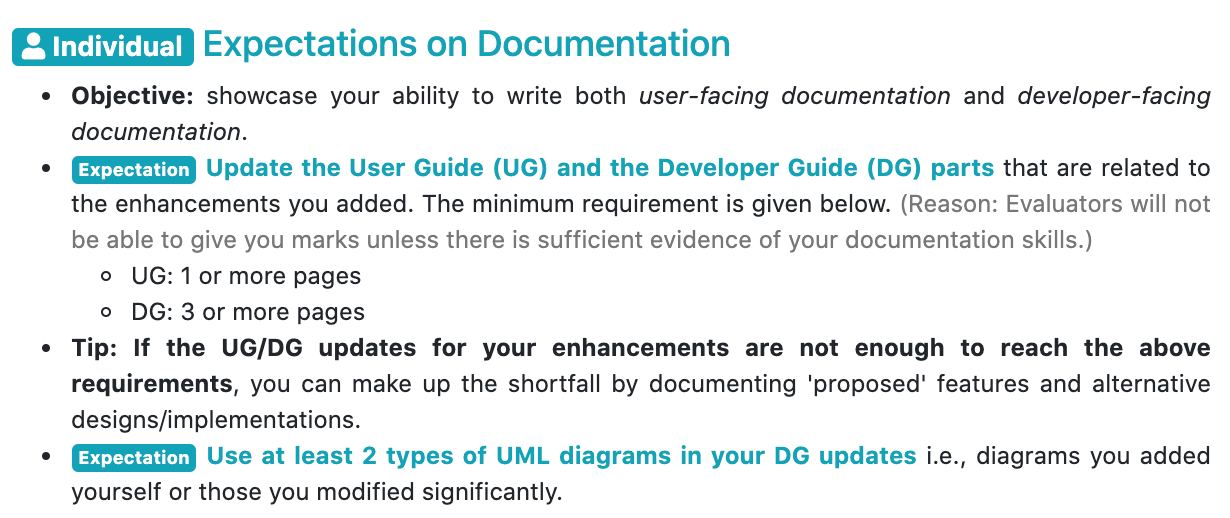 Individual Expectations on Documentation
• Objective: showcase your ability to write both user-facing documentation and developer-facing
documentation.
• Expectation Update the User Guide (UG) and the Developer Guide (DG) parts that are related to
the enhancements you added. The minimum requirement is given below. (Reason: Evaluators will not
be able to give you marks unless there is sufficient evidence of your documentation skills.)
◦ UG: 1 or more pages
◦ DG: 3 or more pages
• Tip: If the UG/DG updates for your enhancements are not enough to reach the above
requirements, you can make up the shortfall by documenting 'proposed' features and alternative
designs/implementations.
• Expectation Use at least 2 types of UML diagrams in your DG updates i.e., diagrams you added
yourself or those you modified significantly.